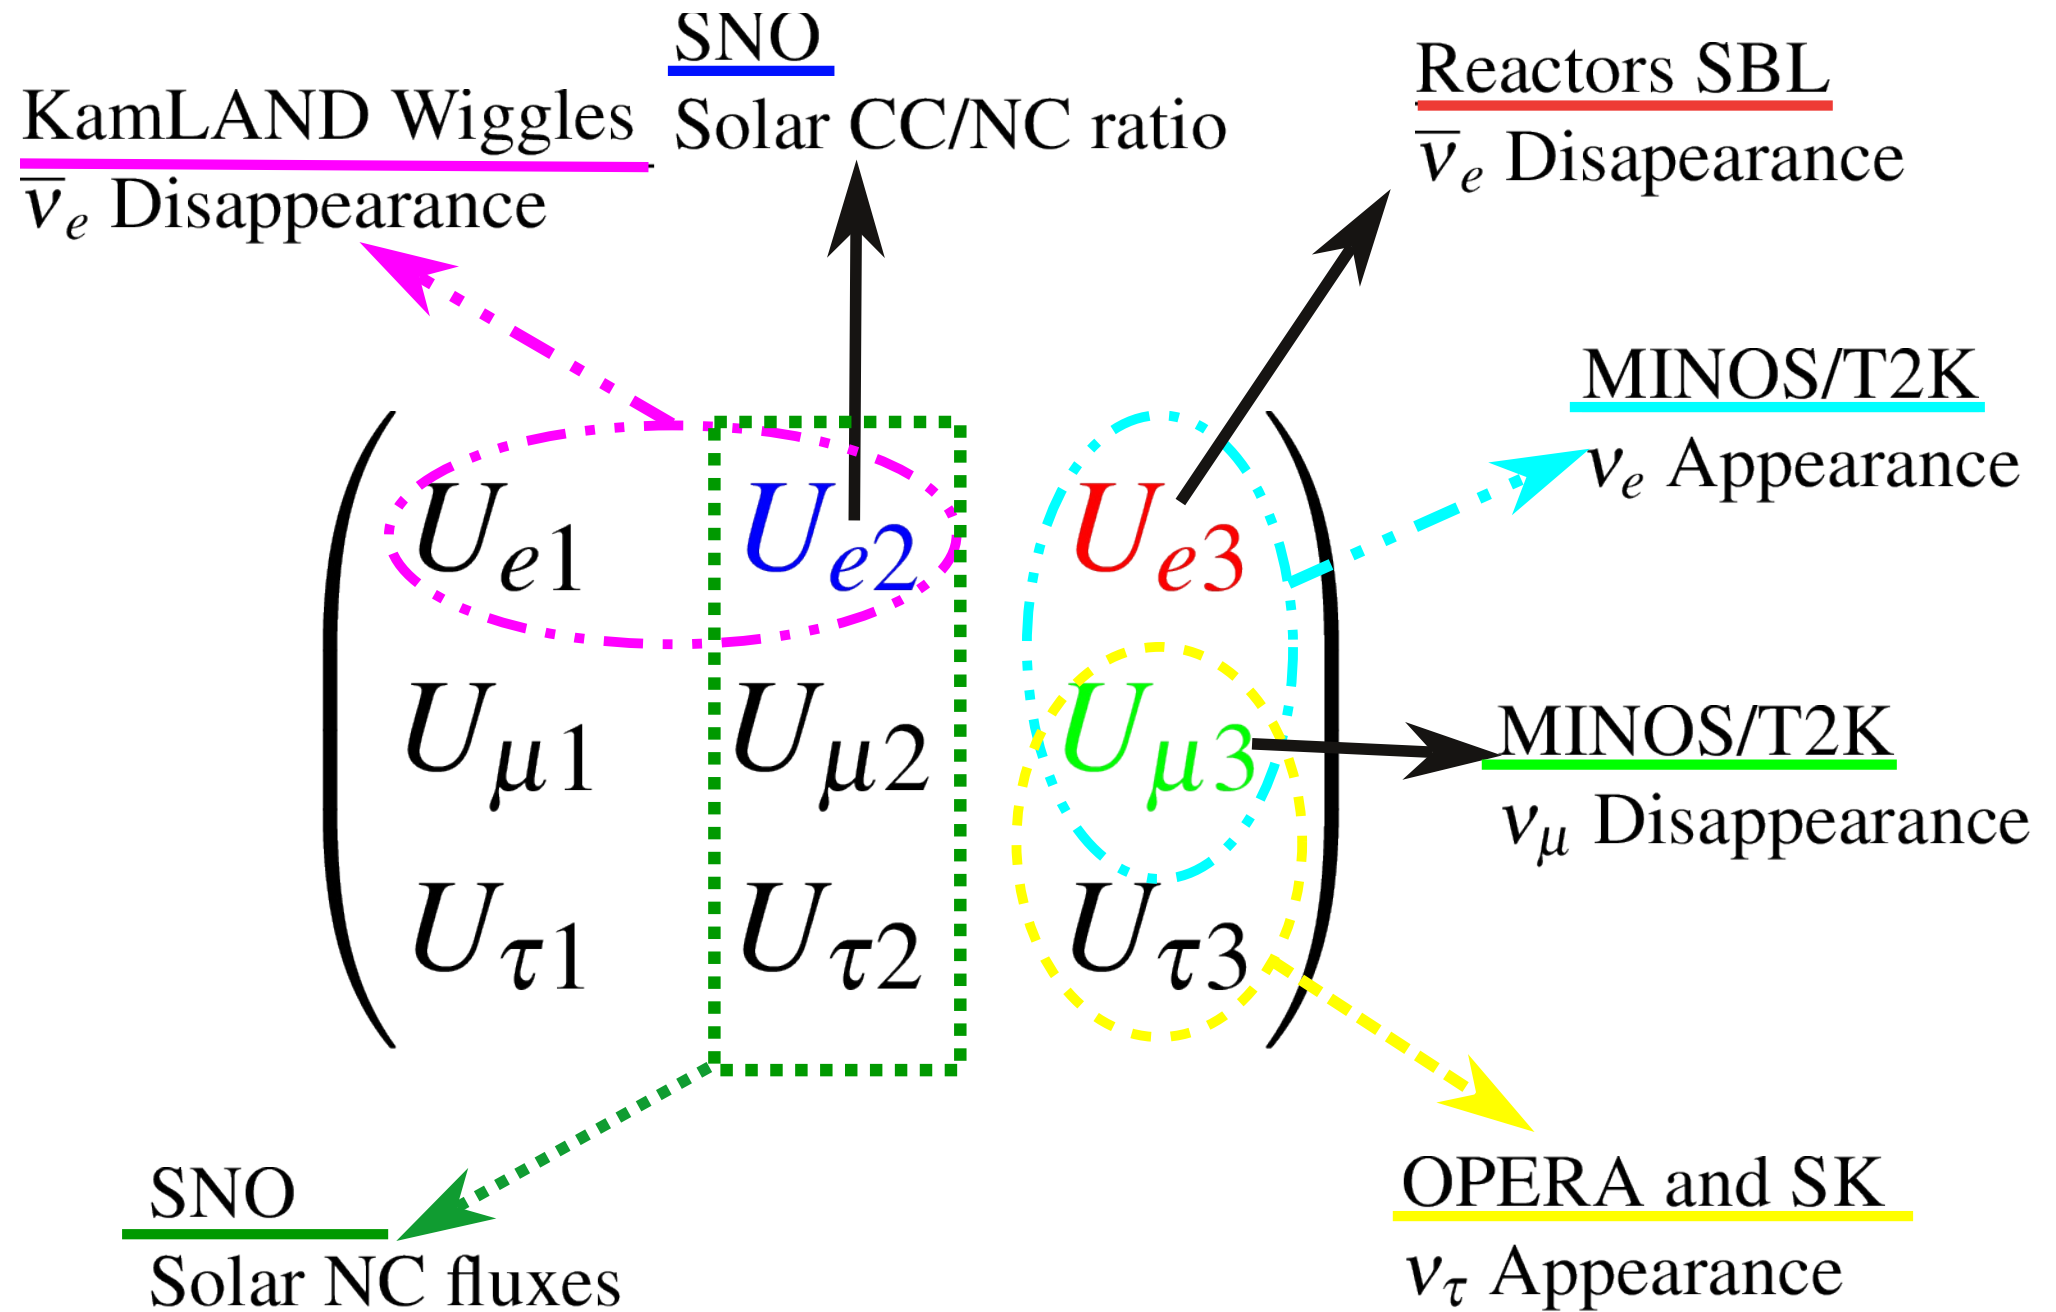 SNO
Solar CC/NC ratio
KamLAND Wiggles
ν̅e Disappearance
Reactors SBL
ν̅e Disapearance
MINOS/T2K
νe Appearance
Ue1 Ue2 Ue3
Uμ1 Uμ2 Uμ3
Uτ1 Uτ2 Uτ3
MINOS/T2K
νμ Disappearance
SNO
Solar NC fluxes
OPERA and SK
ντ Appearance